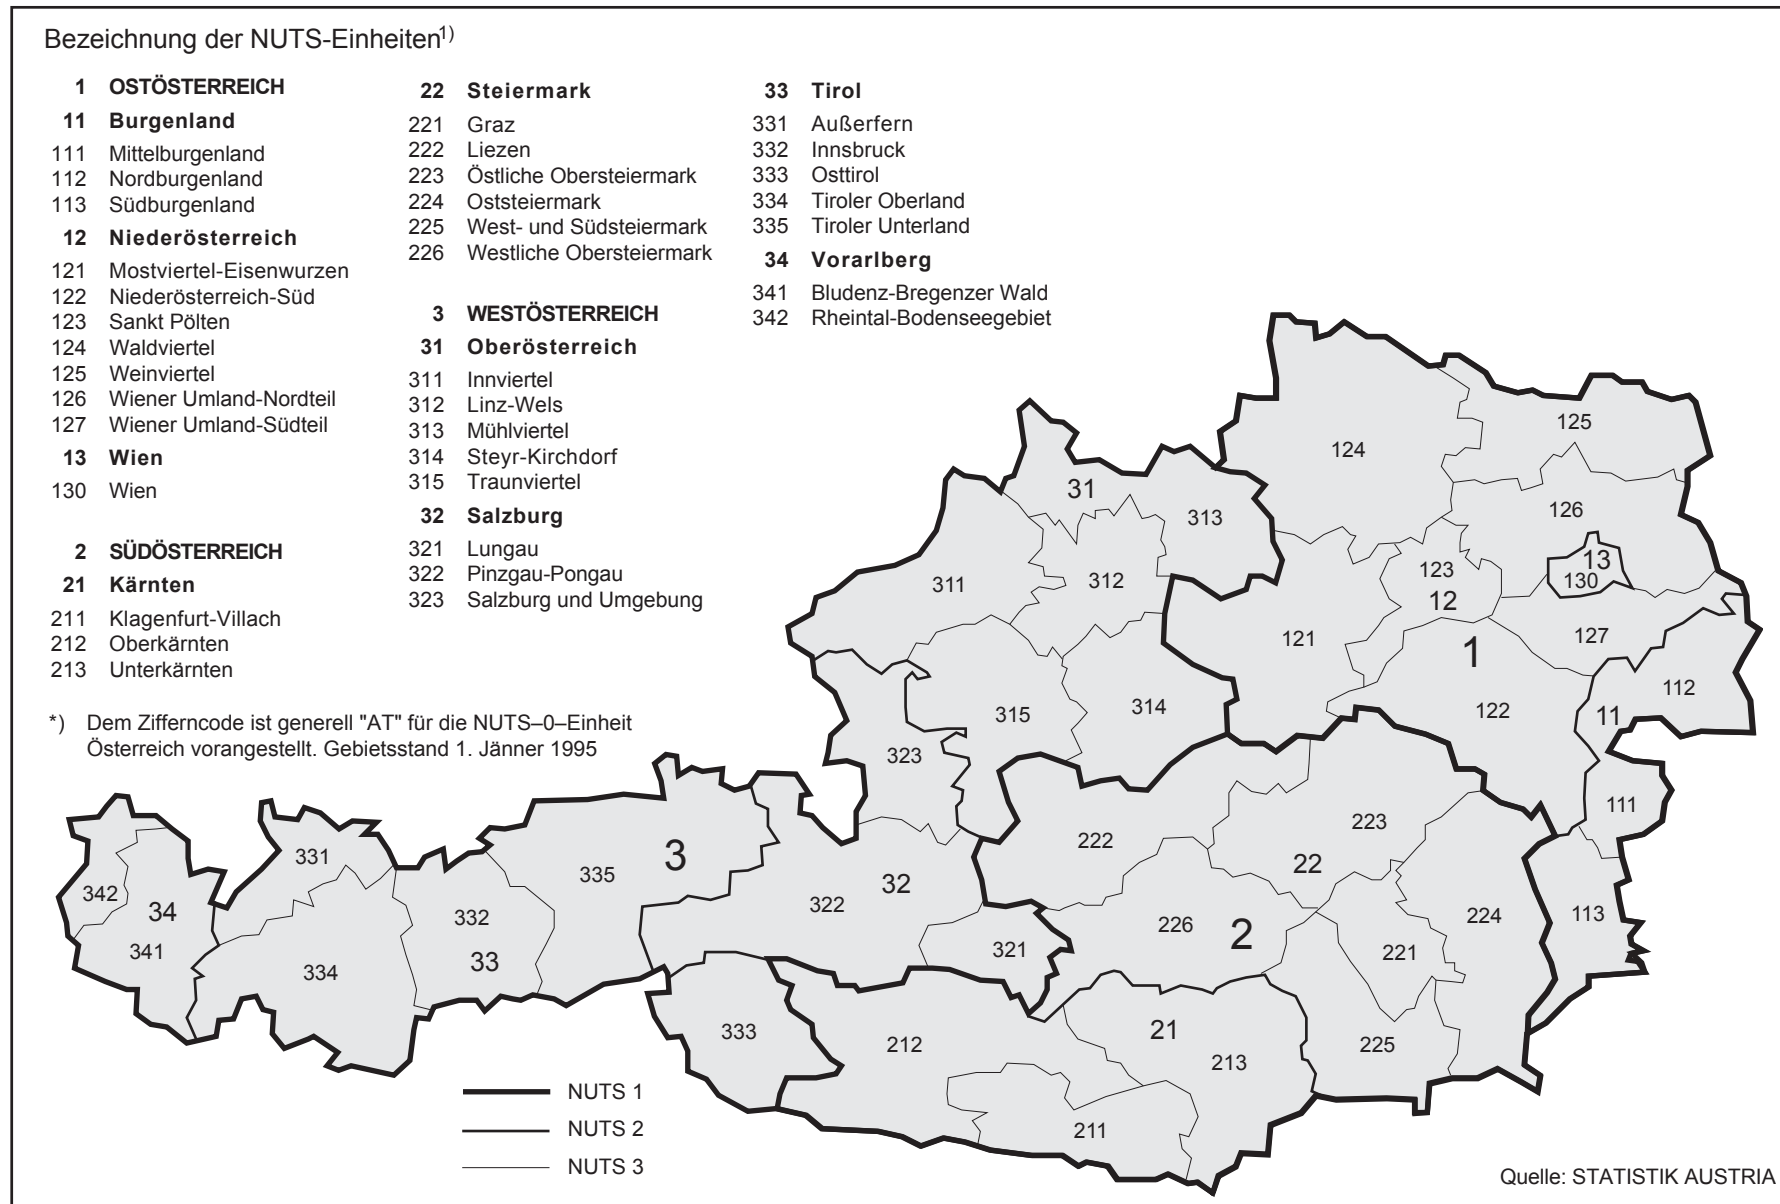 Bezeichnung der NUTS-Einheiten1)
1 OSTÖSTERREICH
11 Burgenland
111 Mittelburgenland
112 Nordburgenland
113 Südburgenland
12 Niederösterreich
121 Mostviertel-Eisenwurzen
122 Niederösterreich-Süd
123 Sankt Pölten
124 Waldviertel
125 Weinviertel
126 Wiener Umland-Nordteil
127 Wiener Umland-Südteil
13 Wien
130 Wien
2 SÜDÖSTERREICH
21 Kärnten
211 Klagenfurt-Villach
212 Oberkärnten
213 Unterkärnten
22 Steiermark
221 Graz
222 Liezen
223 Östliche Obersteiermark
224 Oststeiermark
225 West- und Südsteiermark
226 Westliche Obersteiermark
3 WESTÖSTERREICH
31 Oberösterreich
311 Innviertel
312 Linz-Wels
313 Mühlviertel
314 Steyr-Kirchdorf
315 Traunviertel
32 Salzburg
321 Lungau
322 Pinzgau-Pongau
323 Salzburg und Umgebung
33 Tirol
331 Außerfern
332 Innsbruck
333 Osttirol
334 Tiroler Oberland
335 Tiroler Unterland
34 Vorarlberg
341 Bludenz-Bregenzer Wald
342 Rheintal-Bodenseegebiet
*) Dem Zifferncode ist generell "AT" für die NUTS–0–Einheit
Österreich vorangestellt. Gebietsstand 1. Jänner 1995
125
124
31
313
126
13
130
311
312
123
12
121
127
1
112
314
315
122
11
323
111
222
223
331
335
3
22
342
34
332
322
32
224
113
226
2
341
334
33
321
221
333
212
21
213
225
211
NUTS 1
NUTS 2
NUTS 3
Quelle: STATISTIK AUSTRIA